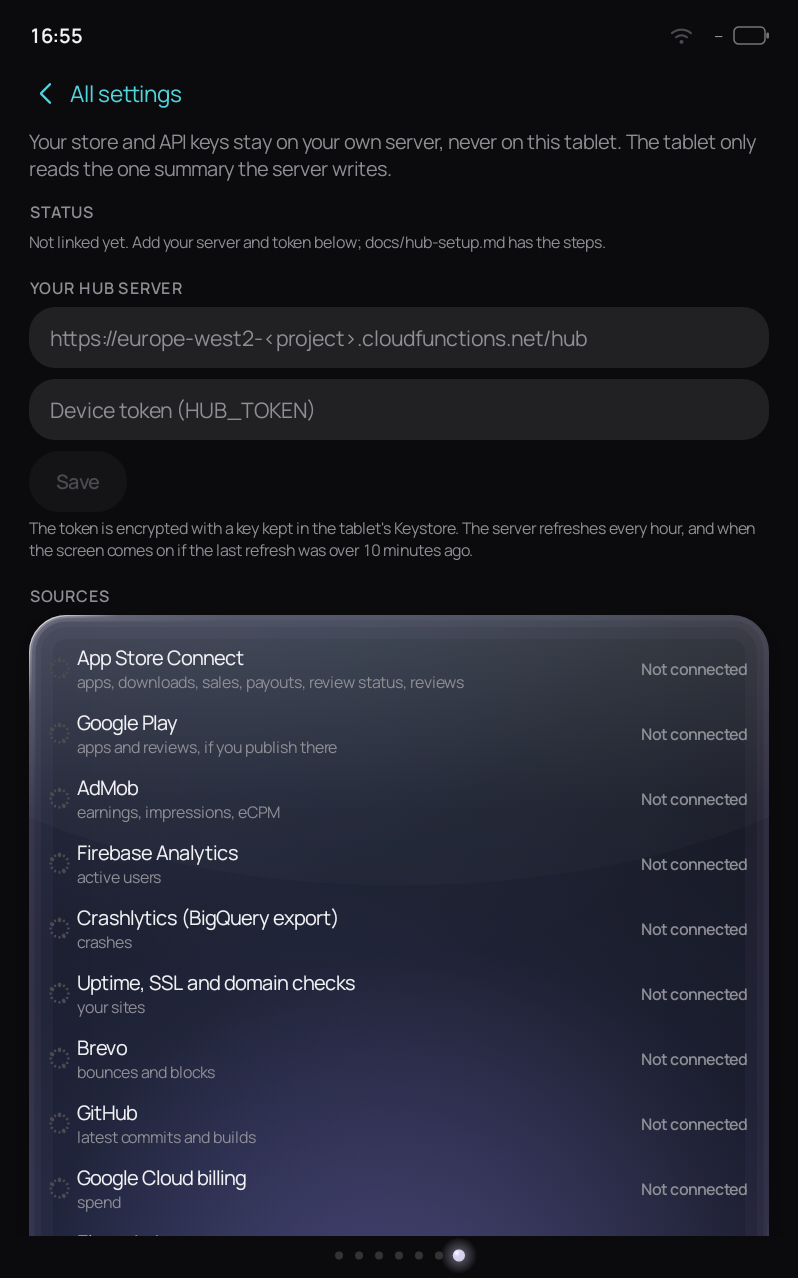 16:55
–
All settings
Your store and API keys stay on your own server, never on this tablet. The tablet only
reads the one summary the server writes.
STATUS
Not linked yet. Add your server and token below; docs/hub-setup.md has the steps.
YOUR HUB SERVER
https://europe-west2-<project>.cloudfunctions.net/hub
Device token (HUB_TOKEN)
Save
The token is encrypted with a key kept in the tablet's Keystore. The server refreshes every hour, and when
the screen comes on if the last refresh was over 10 minutes ago.
SOURCES
App Store Connect
apps, downloads, sales, payouts, review status, reviews
Not connected
Google Play
apps and reviews, if you publish there
Not connected
AdMob
earnings, impressions, eCPM
Not connected
Firebase Analytics
active users
Not connected
Crashlytics (BigQuery export)
crashes
Not connected
Uptime, SSL and domain checks
your sites
Not connected
Brevo
bounces and blocks
Not connected
GitHub
latest commits and builds
Not connected
Google Cloud billing
spend
Not connected